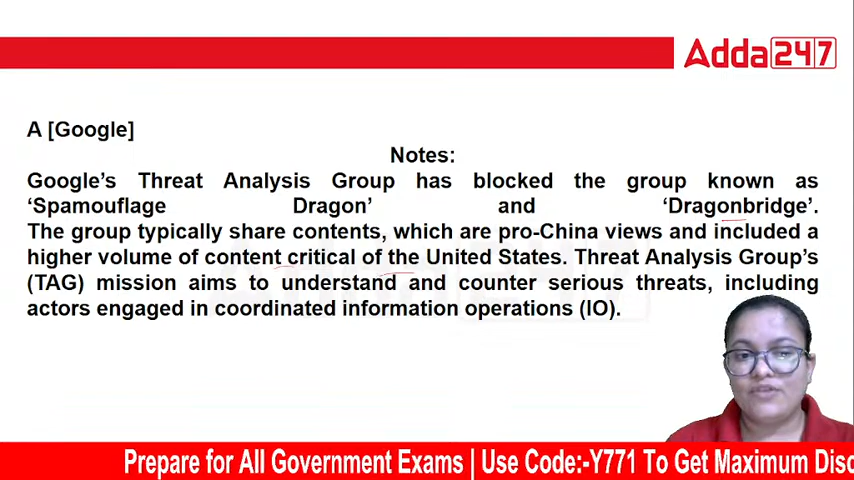 Adda247
A [Google]
Notes:
Google's Threat Analysis Group has blocked the group known as
'Spamouflage Dragon' and 'Dragonbridge'.
The group typically share contents, which are pro-China views and included a
higher volume of content critical of the United States. Threat Analysis Group's
(TAG) mission aims to understand and counter serious threats, including
actors engaged in coordinated information operations (IO).
Prepare for All Government Exams | Use Code:-Y771 To Get Maximum Disc